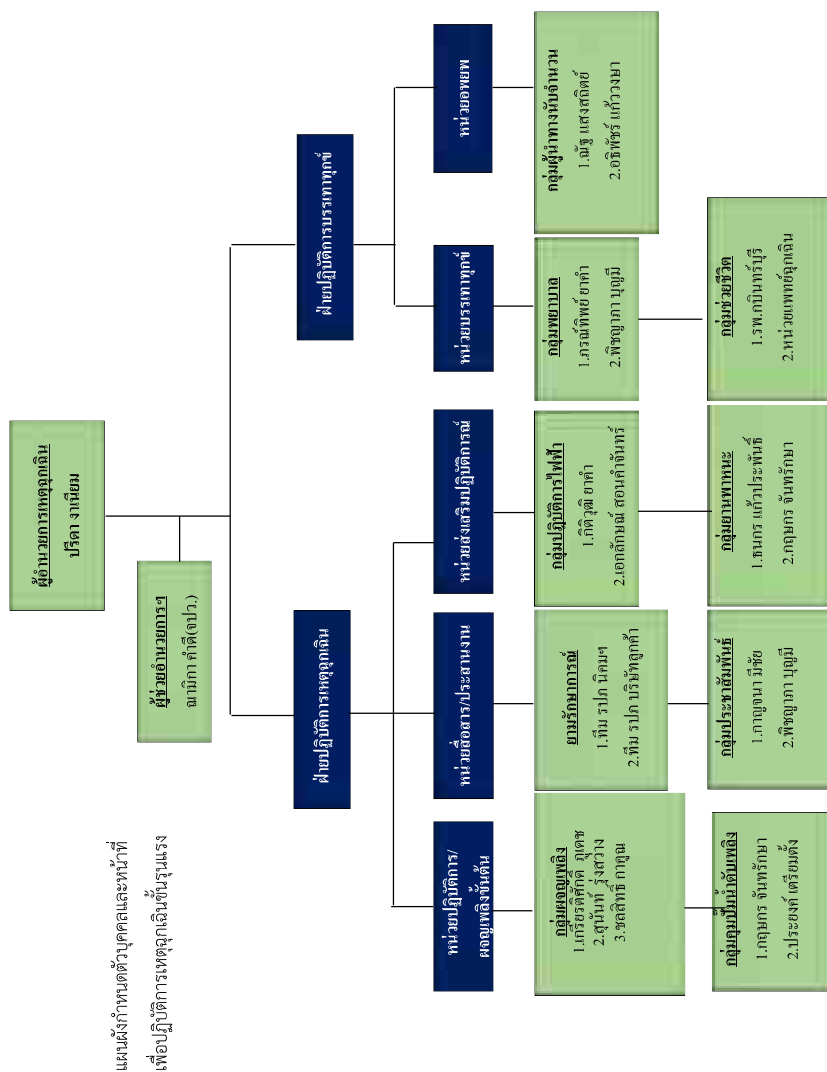 แผนผังกำหนดตัวบุคคลและหน้าที่
เพื่อปฏิบัติการเหตุฉุกเฉินขั้นรุนแรง
ผู้อำนวยการเหตุฉุกเฉิน
ปรีดา งาเนียม
ผู้ช่วยอำนวยการฯ
ณามิกา คำดี(จปว.)
ฝ่ายปฏิบัติการเหตุฉุกเฉิน
ฝ่ายปฏิบัติการบรรเทาทุกข์
หน่วยปฏิบัติการ/
ผจญเพลิงขั้นต้น
หน่วยสื่อสาร/ประสานงาน
หน่วยส่งเสริมปฏิบัติการณ์
หน่วยบรรเทาทุกข์
หน่วยอพยพ
กลุ่มผจญเพลิง
1.เกียรติศักดิ์ ภูเดช
2.สุนันท์ รุ่งสว่าง
3.ชลสิทธิ์ กาคูณ
ยามรักษาการณ์
1.ทีม รปภ นิคมฯ
2.ทีม รปภ บริษัทลูกค้า
กลุ่มปฏิบัติการไฟฟ้า
1.กิติวุฒิ ยาคำ
2.เอกลักษณ์ สอนคำจันทร์
กลุ่มพยาบาล
1.ภรณ์ทิพย์ ยาคำ
2.พิชญาภา บุญมี
กลุ่มผู้นำทางนับจำนวน
1.ณัฐ แสงสถิตย์
2.อธิพัชร์ แก้ววงษา
กลุ่มคุมปั๊มน้ำดับเพลิง
1.กฤษกร จันทรักษา
2.ประยงค์ เตรียมตั้ง
กลุ่มประชาสัมพันธ์
1.กาญจนา มีชัย
2.พิชญาภา บุญมี
กลุ่มยานพาหนะ
1.ธนกร แก้วประพันธ์
2.กฤษกร จันทรักษา
กลุ่มช่วยชีวิต
1.รพ.กบินทร์บุรี
2.หน่วยแพทย์ฉุกเฉิน